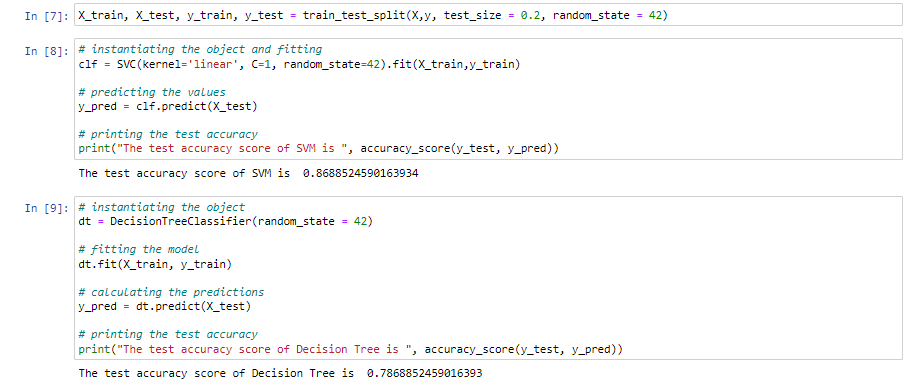 In [7]: X_train, X_test, y_train, y_test = train_test_split(X,y, test_size = 0.2, random_state = 42)
In [8]: # instantiating the object and fitting
clf = SVC(kernel='linear', C=1, random_state=42).fit(X_train,y_train)
# predicting the values
y_pred = clf.predict(X_test)
# printing the test accuracy
print("The test accuracy score of SVM is ", accuracy_score(y_test, y_pred))
The test accuracy score of SVM is  0.8688524590163934
In [9]: # instantiating the object
dt = DecisionTreeClassifier(random_state = 42)
# fitting the model
dt.fit(X_train, y_train)
# calculating the predictions
y_pred = dt.predict(X_test)
# printing the test accuracy
print("The test accuracy score of Decision Tree is ", accuracy_score(y_test, y_pred))
The test accuracy score of Decision Tree is  0.7868852459016393